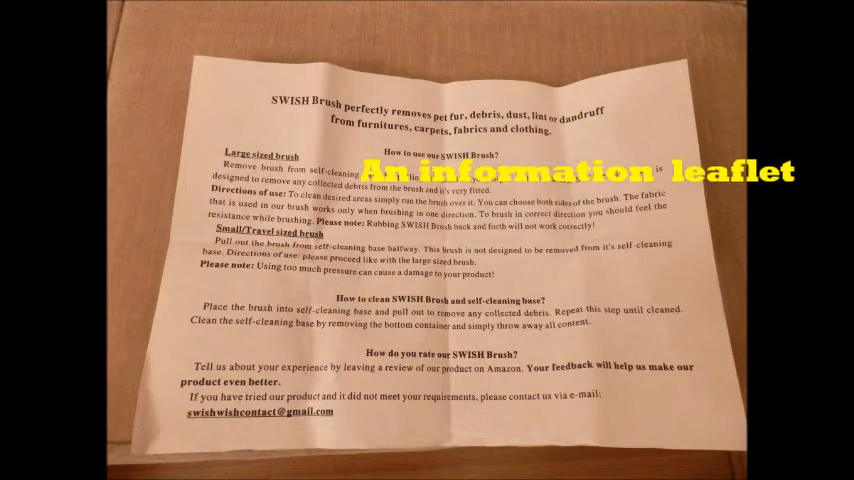 SWISH Brush perfectly removes pet fur, debris, dust, lint or dandruff
from furnitures, carpets, fabrics and clothing.
How to use our SWISH Brush?
Large sized brush
Remove brush from self-cleaning is
An information leaflet
designed to remove any collected debris from the brush and it's very fitted.
Directions of use: To clean desired areas simply run the brush over it. You can choose both sides of the brush. The fabric
that is used in our brush works only when brushing in one direction. To brush in correct direction you should feel the
resistance while brushing. Please note: Rubbing SWISH Brush back and forth will not work correctly!
Small/Travel sized brush
Pull out the brush from self-cleaning base halfway. This brush is not designed to be removed from it's self-cleaning
base. Directions of use: please proceed like with the large sized brush.
Please note: Using too much pressure can cause a damage to your product!
How to clean SWISH Brush and self-cleaning base?
Place the brush into self-cleaning base and pull out to remove any collected debris. Repeat this step until cleaned.
Clean the self-cleaning base by removing the bottom container and simply throw away all content.
How do you rate our SWISH Brush?
Tell us about your experience by leaving a review of our product on Amazon. Your feedback will help us make our
product even better.
If you have tried our product and it did not meet your requirements, please contact us via e-mail:
swishwishcontact@gmail.com